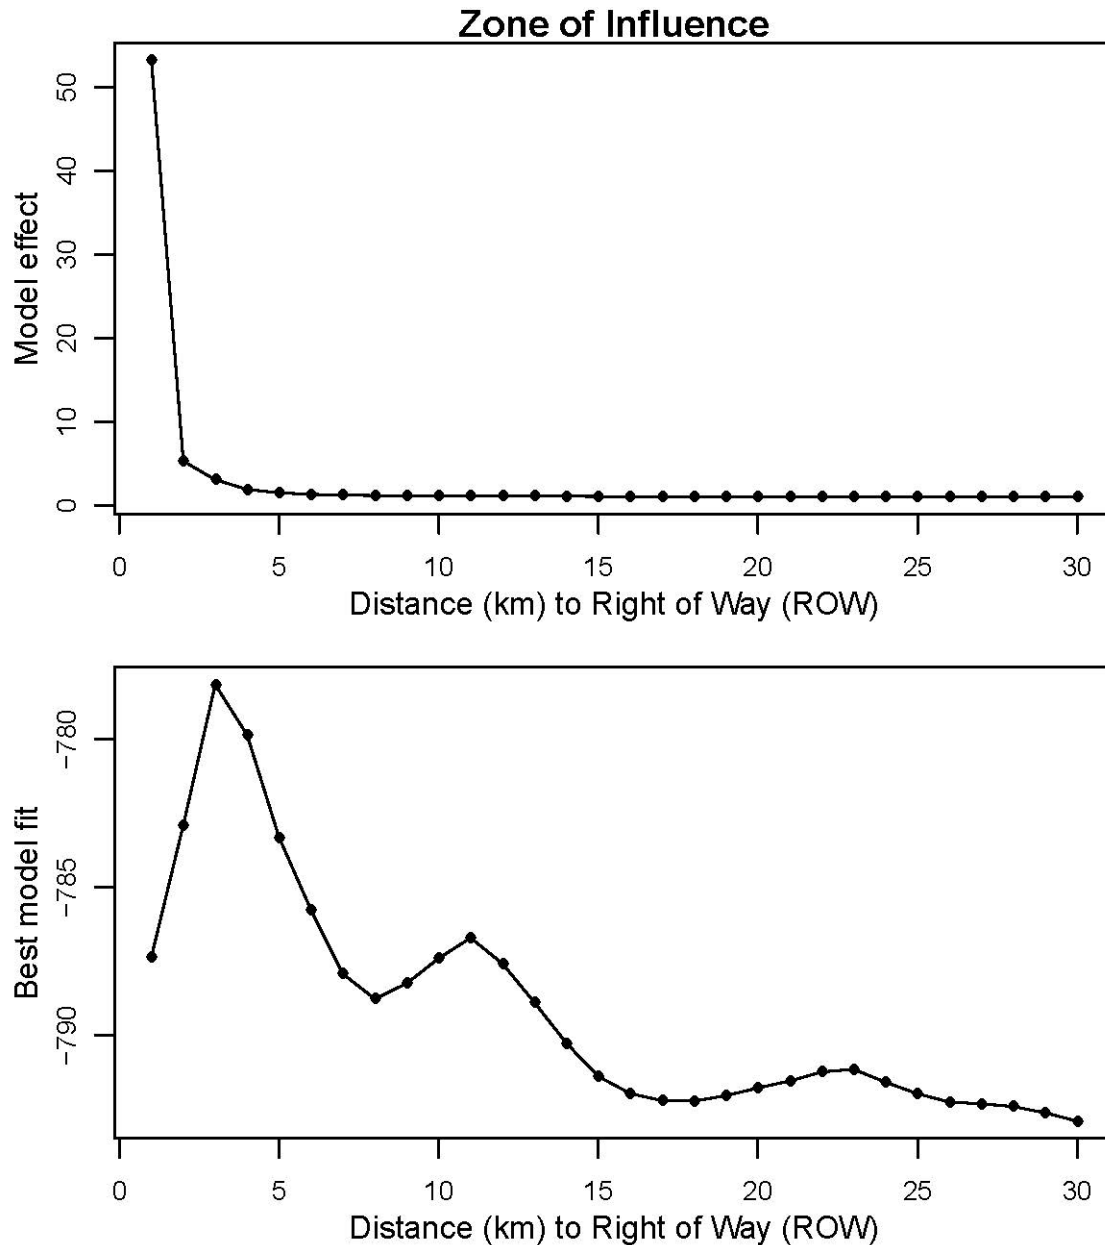 Zone of Influence
Model effect
50
40
30
20
10
0
0 5 10 15 20 25 30
Distance (km) to Right of Way (ROW)
Best model fit
−780
−785
−790
0 5 10 15 20 25 30
Distance (km) to Right of Way (ROW)